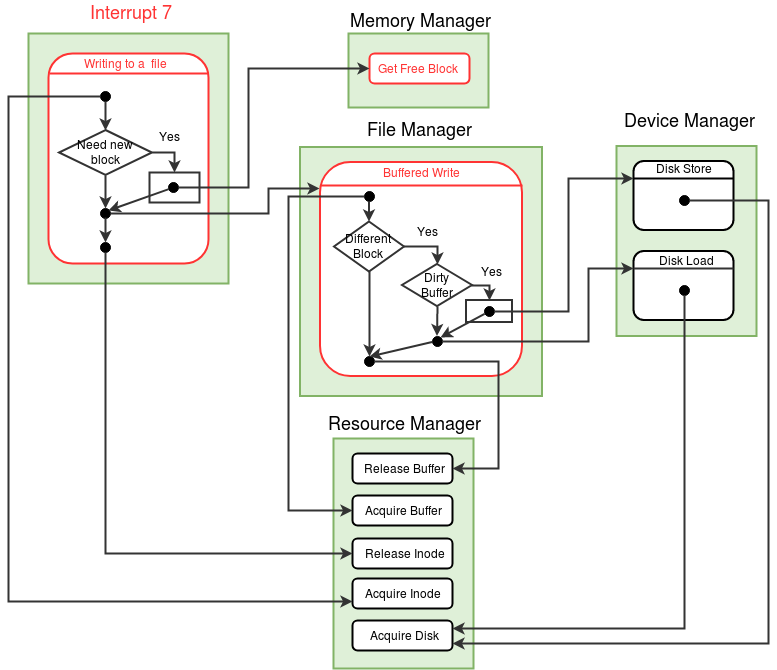 Interrupt 7
Writing to a file
Need new
block
Yes
Memory Manager
Get Free Block
File Manager
Buffered Write
Different
Block
Yes
Dirty
Buffer
Yes
Device Manager
Disk Store
Disk Load
Resource Manager
Release Buffer
Acquire Buffer
Release Inode
Acquire Inode
Acquire Disk